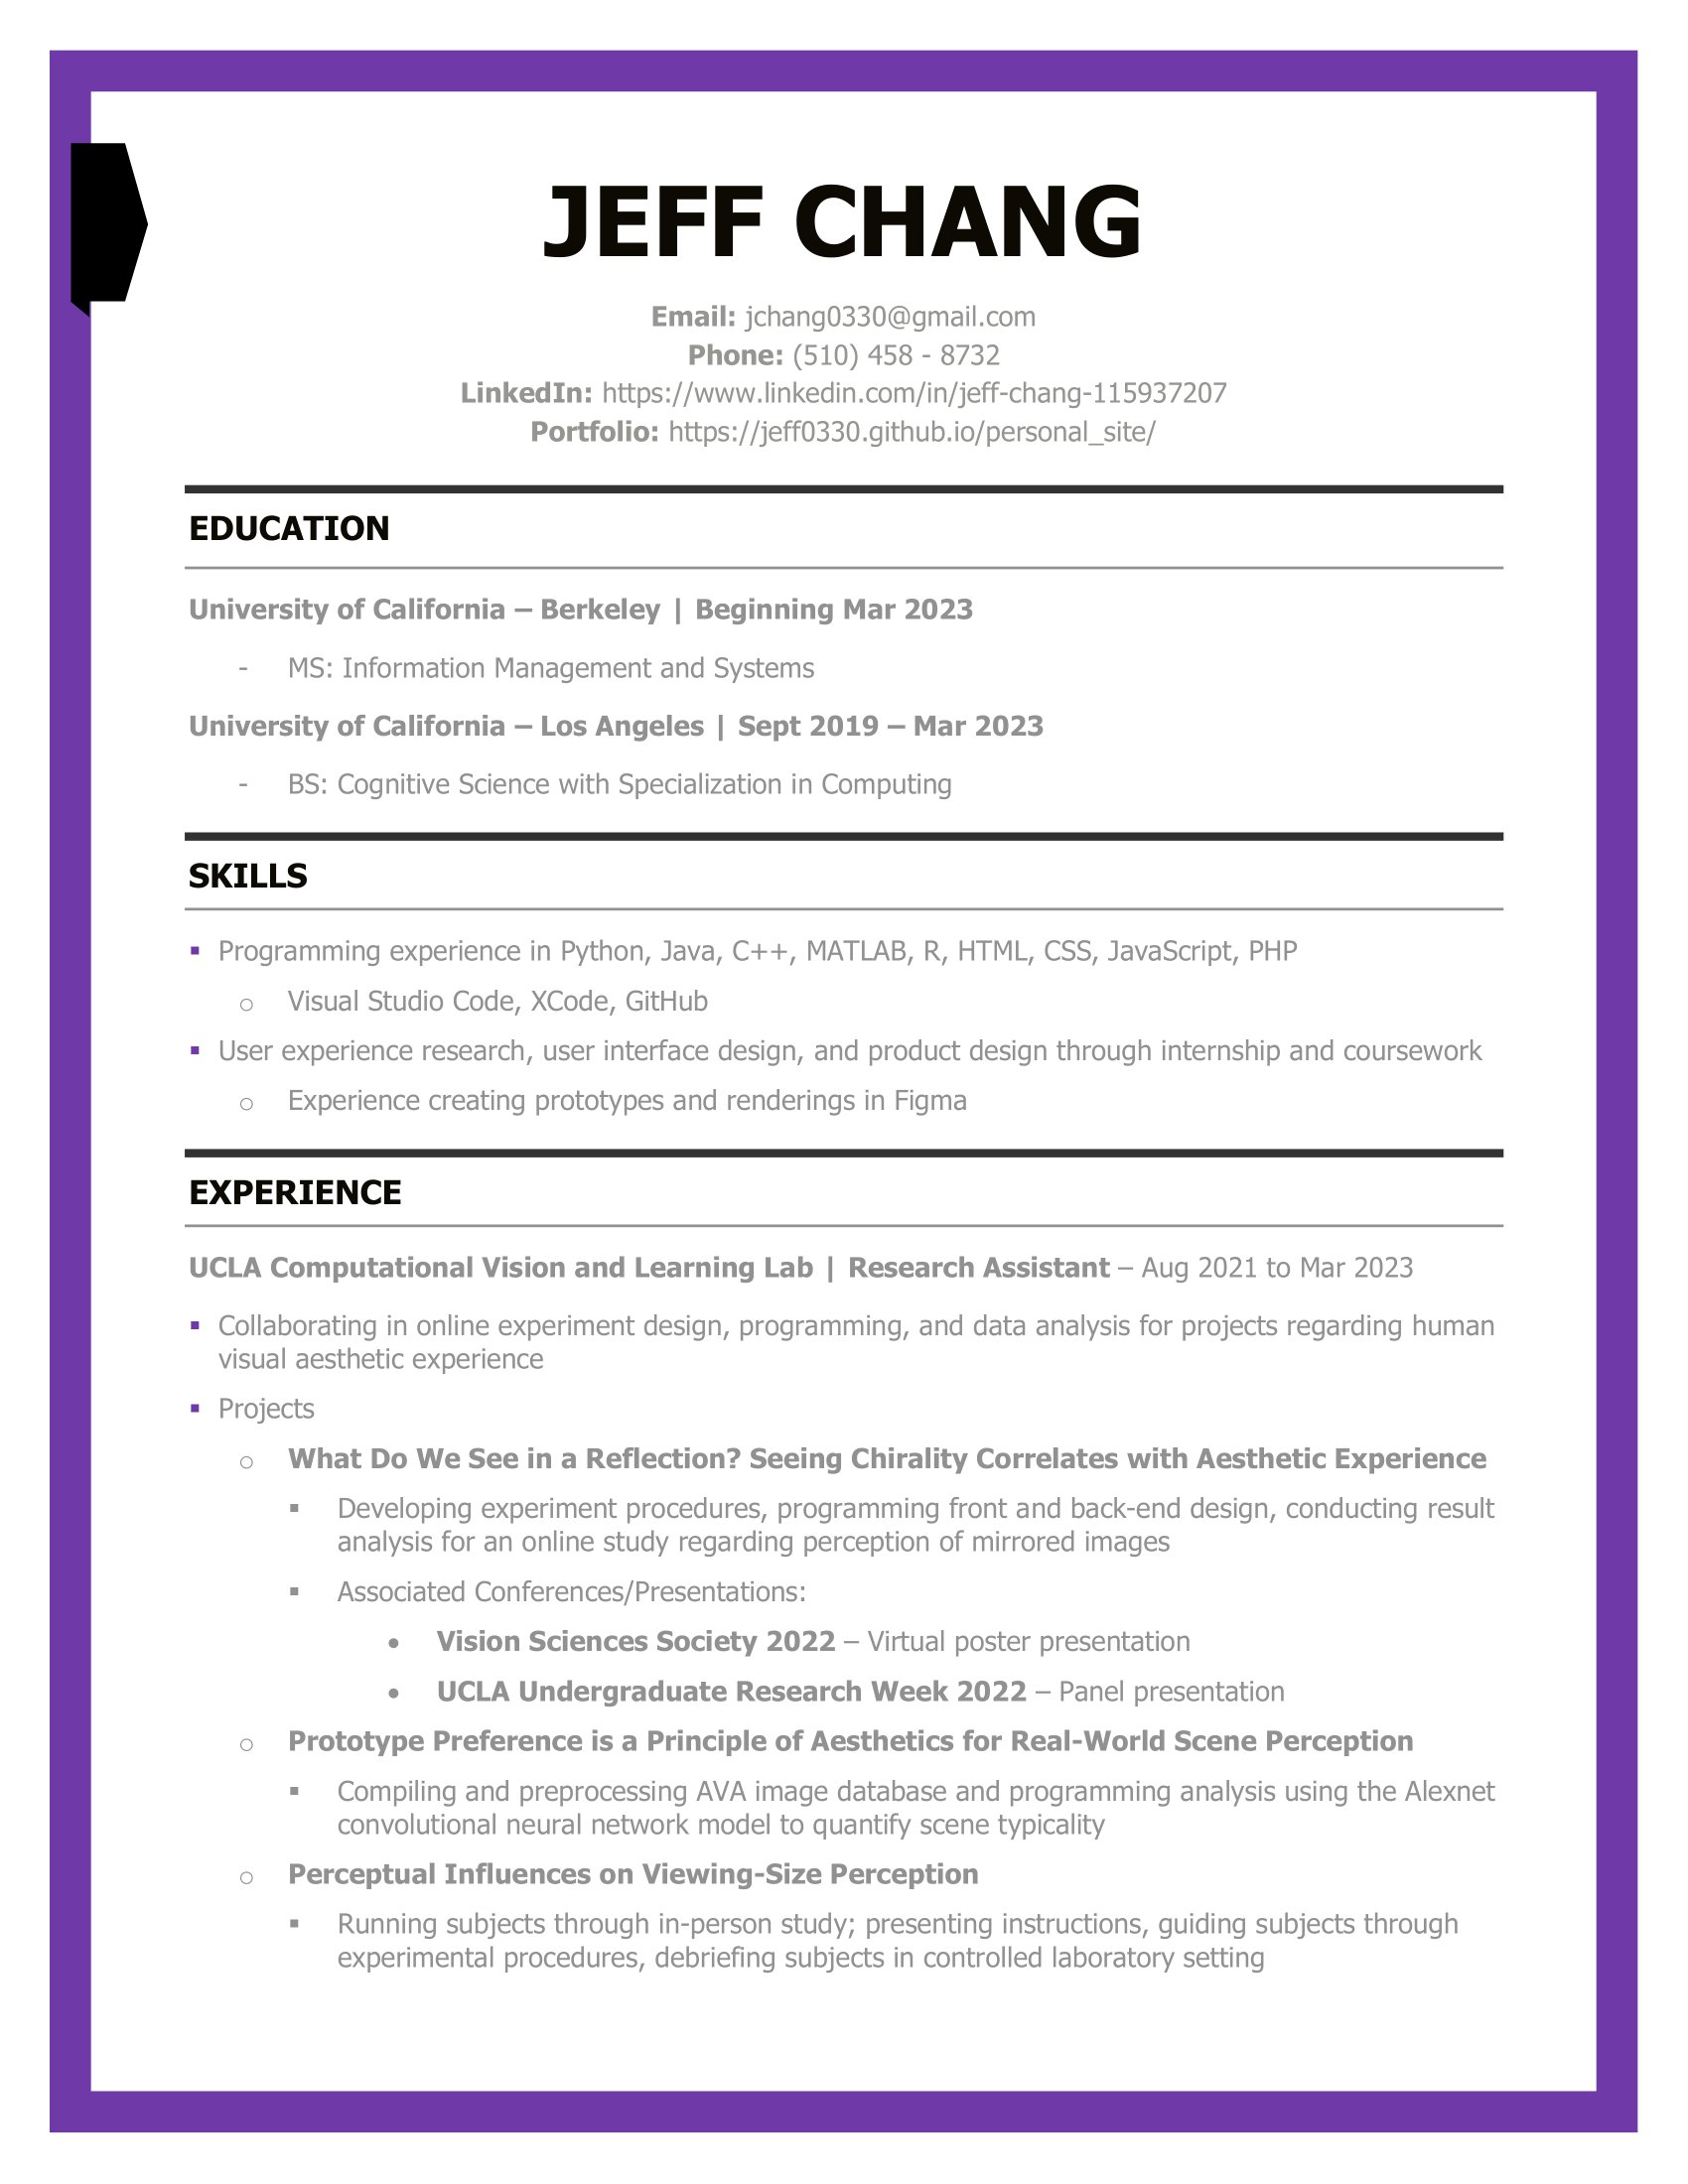 JEFF CHANG
Email: jchang0330@gmail.com
Phone: (510) 458 - 8732
LinkedIn: https://www.linkedin.com/in/jeff-chang-115937207
Portfolio: https://jeff0330.github.io/personal_site/
EDUCATION
University of California – Berkeley | Beginning Mar 2023
- MS: Information Management and Systems
University of California – Los Angeles | Sept 2019 – Mar 2023
- BS: Cognitive Science with Specialization in Computing
SKILLS
▪ Programming experience in Python, Java, C++, MATLAB, R, HTML, CSS, JavaScript, PHP
o Visual Studio Code, XCode, GitHub
▪ User experience research, user interface design, and product design through internship and coursework
o Experience creating prototypes and renderings in Figma
EXPERIENCE
UCLA Computational Vision and Learning Lab | Research Assistant – Aug 2021 to Mar 2023
▪ Collaborating in online experiment design, programming, and data analysis for projects regarding human
visual aesthetic experience
▪ Projects
o What Do We See in a Reflection? Seeing Chirality Correlates with Aesthetic Experience
▪ Developing experiment procedures, programming front and back-end design, conducting result
analysis for an online study regarding perception of mirrored images
▪ Associated Conferences/Presentations:
• Vision Sciences Society 2022 – Virtual poster presentation
• UCLA Undergraduate Research Week 2022 – Panel presentation
o Prototype Preference is a Principle of Aesthetics for Real-World Scene Perception
▪ Compiling and preprocessing AVA image database and programming analysis using the Alexnet
convolutional neural network model to quantify scene typicality
o Perceptual Influences on Viewing-Size Perception
▪ Running subjects through in-person study; presenting instructions, guiding subjects through
experimental procedures, debriefing subjects in controlled laboratory setting